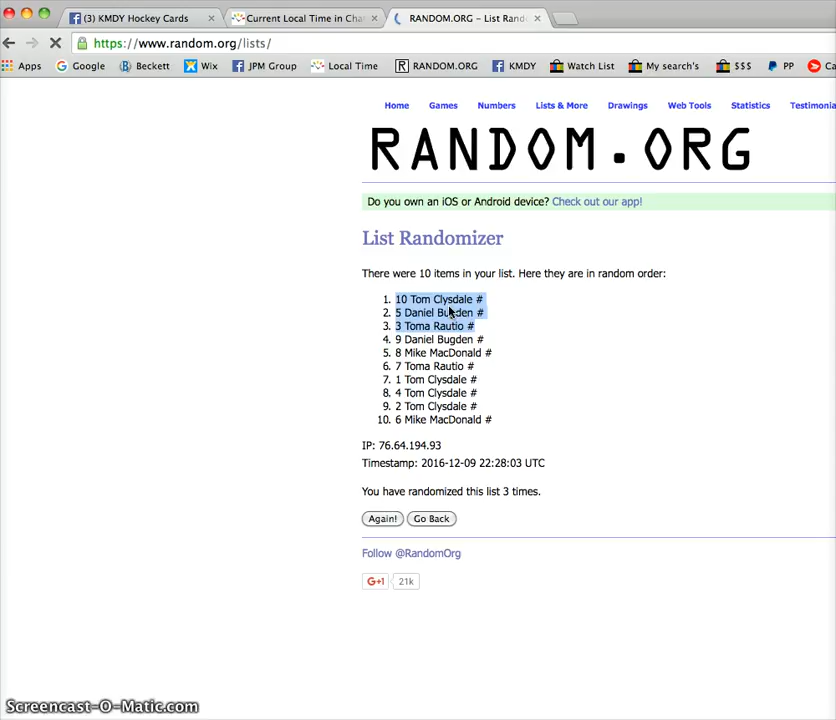 (3) KMDY Hockey Cards
Current Local Time in Cha
RANDOM.ORG - List Rand
https://www.random.org/lists/
Apps Google Beckett Wix JPM Group Local Time RANDOM.ORG KMDY Watch List My search's $$$ PP Ca
Home Games Numbers Lists & More Drawings Web Tools Statistics Testimonia
RANDOM.ORG
Do you own an iOS or Android device? Check out our app!
List Randomizer
There were 10 items in your list. Here they are in random order:
1. 10 Tom Clysdale #
2. 5 Daniel Bugden #
3. 3 Toma Rautio #
4. 9 Daniel Bugden #
5. 8 Mike MacDonald #
6. 7 Toma Rautio #
7. 1 Tom Clysdale #
8. 4 Tom Clysdale #
9. 2 Tom Clysdale #
10. 6 Mike MacDonald #
IP: 76.64.194.93
Timestamp: 2016-12-09 22:28:03 UTC
You have randomized this list 3 times.
Again! Go Back
Follow @RandomOrg
G+1 21k
Screencast-O-Matic.com